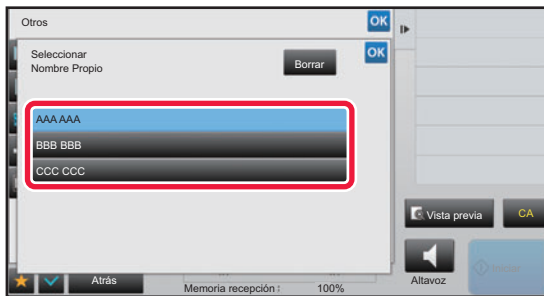 Otros
OK
Seleccionar
Nombre Propio
Borrar
OK
AAA AAA
BBB BBB
CCC CCC
Vista previa
CA
Atrás
Memoria recepción :
100%
Altavoz
Iniciar